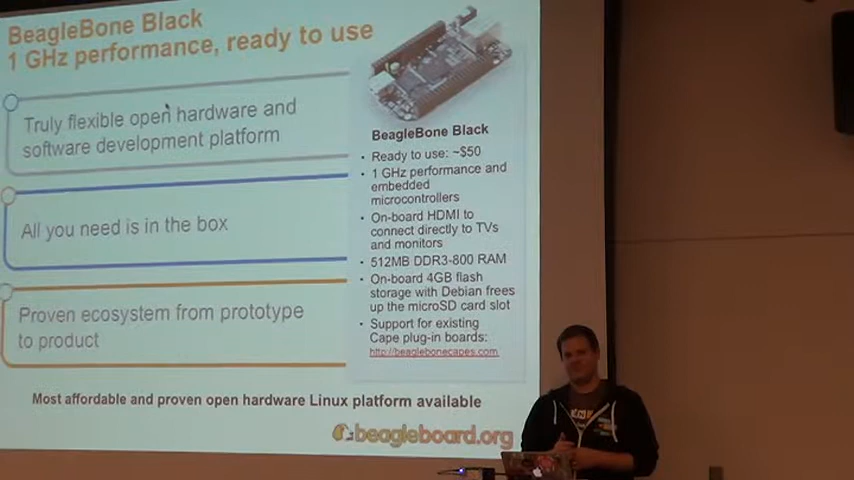 BeagleBone Black
1 GHz performance, ready to use
Truly flexible open hardware and
software development platform
All you need is in the box
Proven ecosystem from prototype
to product
BeagleBone Black
• Ready to use: ~$50
• 1 GHz performance and
embedded
microcontrollers
• On-board HDMI to
connect directly to TVs
and monitors
• 512MB DDR3-800 RAM
• On-board 4GB flash
storage with Debian frees
up the microSD card slot
• Support for existing
Cape plug-in boards:
http://beaglebonecapes.com
Most affordable and proven open hardware Linux platform available
beagleboard.org